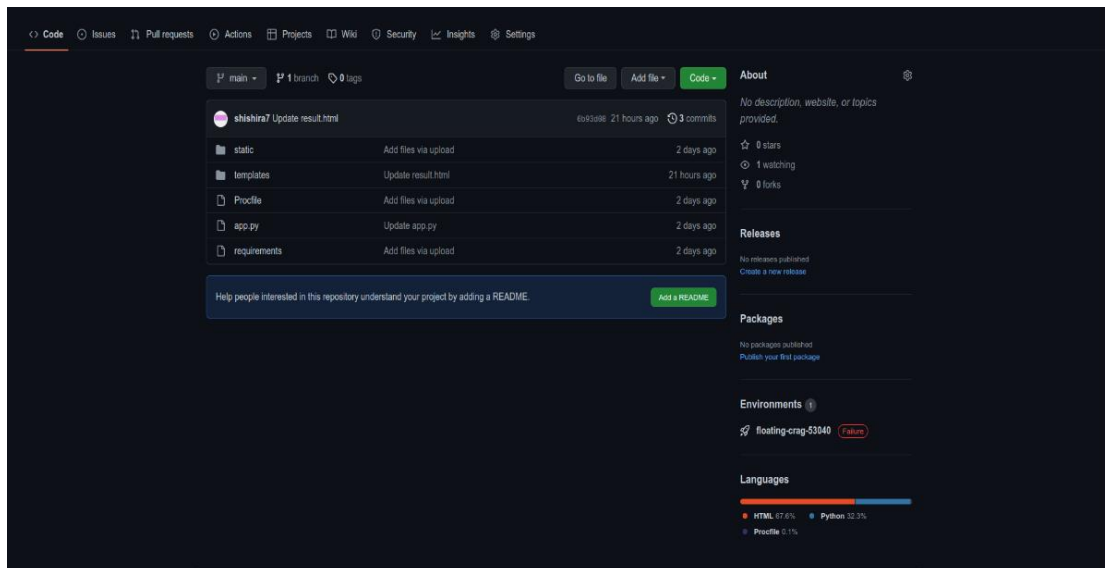 Code Issues Pull requests Actions Projects Wiki Security Insights Settings
main 1 branch 0 tags Go to file Add file Code
shishira7 Update result.html 6b93d88 21 hours ago 3 commits
static Add files via upload 2 days ago
templates Update result.html 21 hours ago
Procfile Add files via upload 2 days ago
app.py Update app.py 2 days ago
requirements Add files via upload 2 days ago
Help people interested in this repository understand your project by adding a README. Add a README
About
No description, website, or topics
provided.
0 stars
1 watching
0 forks
Releases
No releases published
Create a new release
Packages
No packages published
Publish your first package
Environments 1
floating-crag-53040 Failure
Languages
HTML 67.6% Python 32.3%
Procfile 0.1%